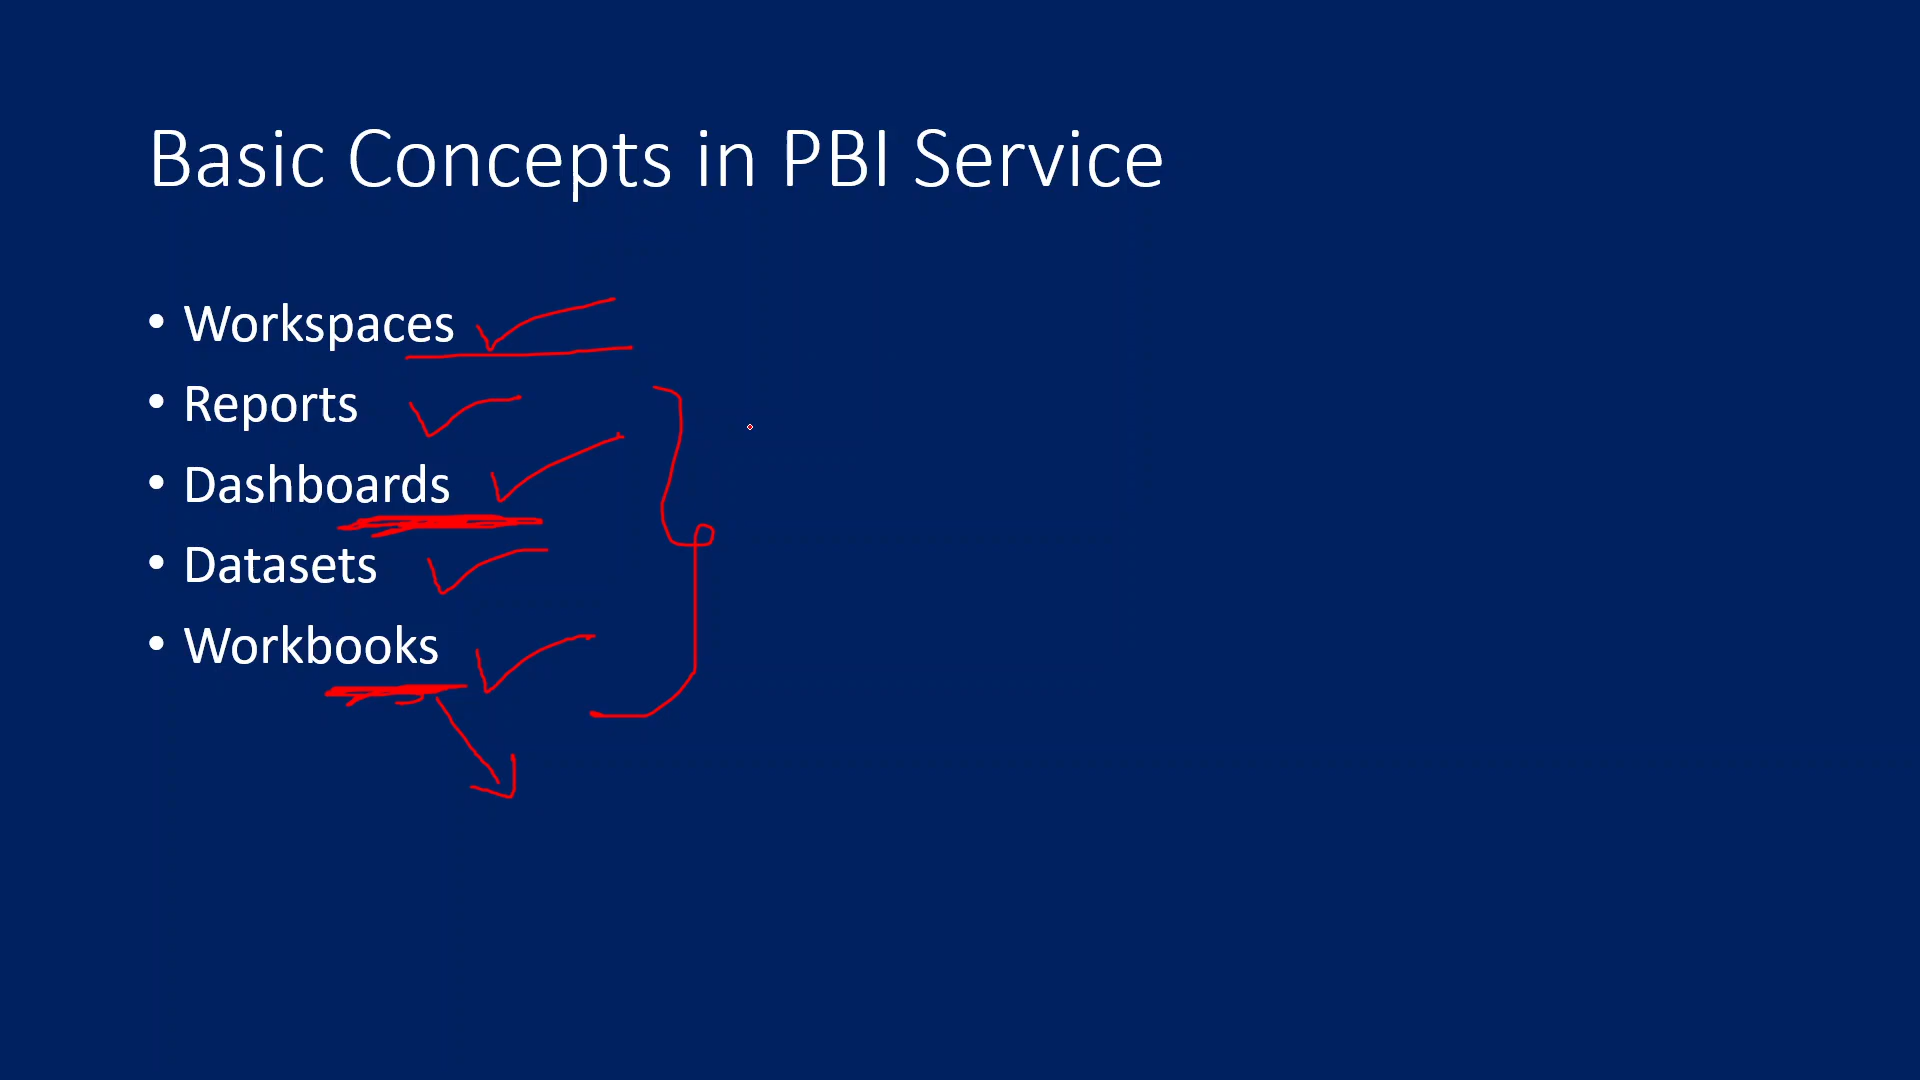 Basic Concepts in PBI Service
• Workspaces
• Reports
• Dashboards
• Datasets
• Workbooks